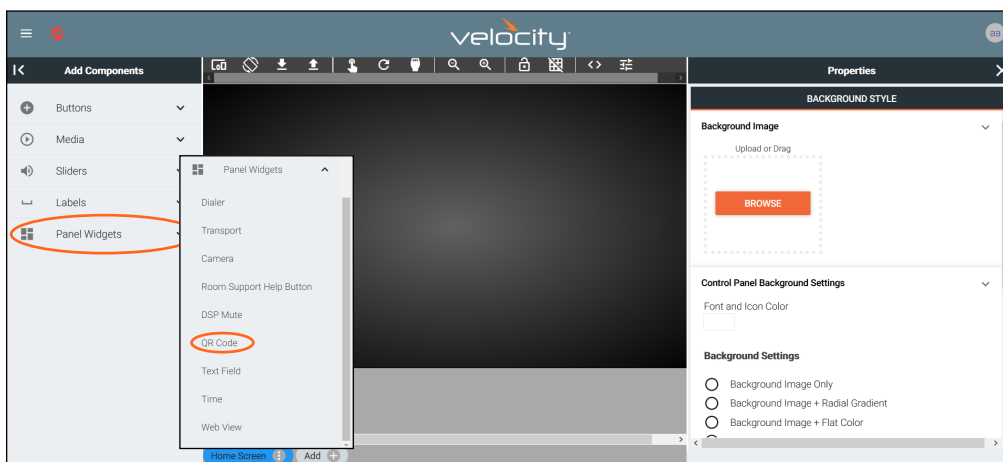 velocity
aa
Add Components
Properties
Buttons
Media
Sliders
Labels
Panel Widgets
Panel Widgets
Dialer
Transport
Camera
Room Support Help Button
DSP Mute
QR Code
Text Field
Time
Web View
Home Screen
Add
BACKGROUND STYLE
Background Image
Upload or Drag
BROWSE
Control Panel Background Settings
Font and Icon Color
Background Settings
Background Image Only
Background Image + Radial Gradient
Background Image + Flat Color